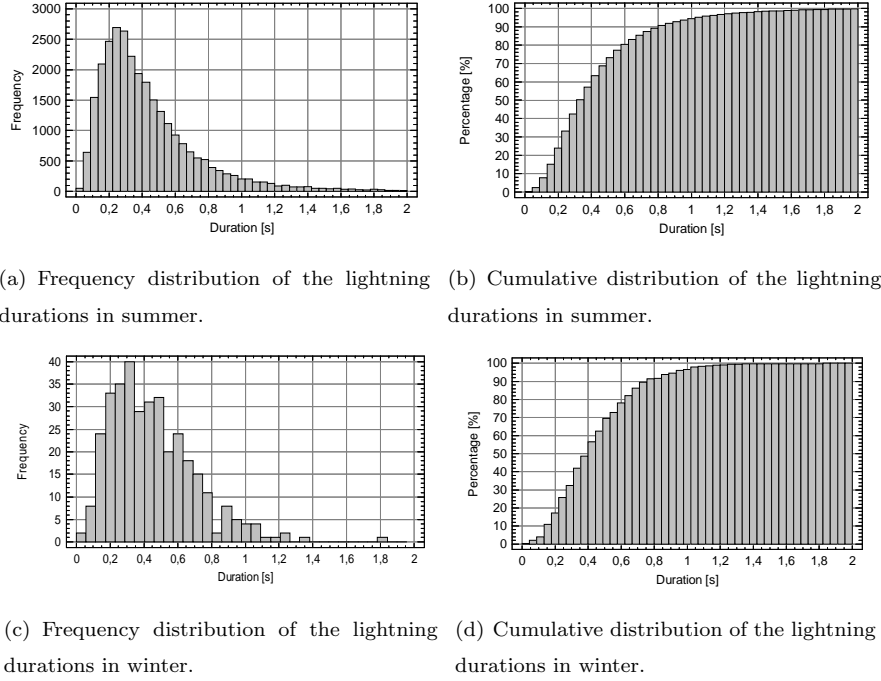 3000
2500
2000
1500
1000
500
0
Frequency
0 0,2 0,4 0,6 0,8 1 1,2 1,4 1,6 1,8 2
Duration [s]
100
90
80
70
60
50
40
30
20
10
0
Percentage [%]
0 0,2 0,4 0,6 0,8 1 1,2 1,4 1,6 1,8 2
Duration [s]
(a) Frequency distribution of the lightning
durations in summer.
(b) Cumulative distribution of the lightning
durations in summer.
40
35
30
25
20
15
10
5
0
Frequency
0 0,2 0,4 0,6 0,8 1 1,2 1,4 1,6 1,8 2
Duration [s]
100
90
80
70
60
50
40
30
20
10
0
Percentage [%]
0 0,2 0,4 0,6 0,8 1 1,2 1,4 1,6 1,8 2
Duration [s]
(c) Frequency distribution of the lightning
durations in winter.
(d) Cumulative distribution of the lightning
durations in winter.